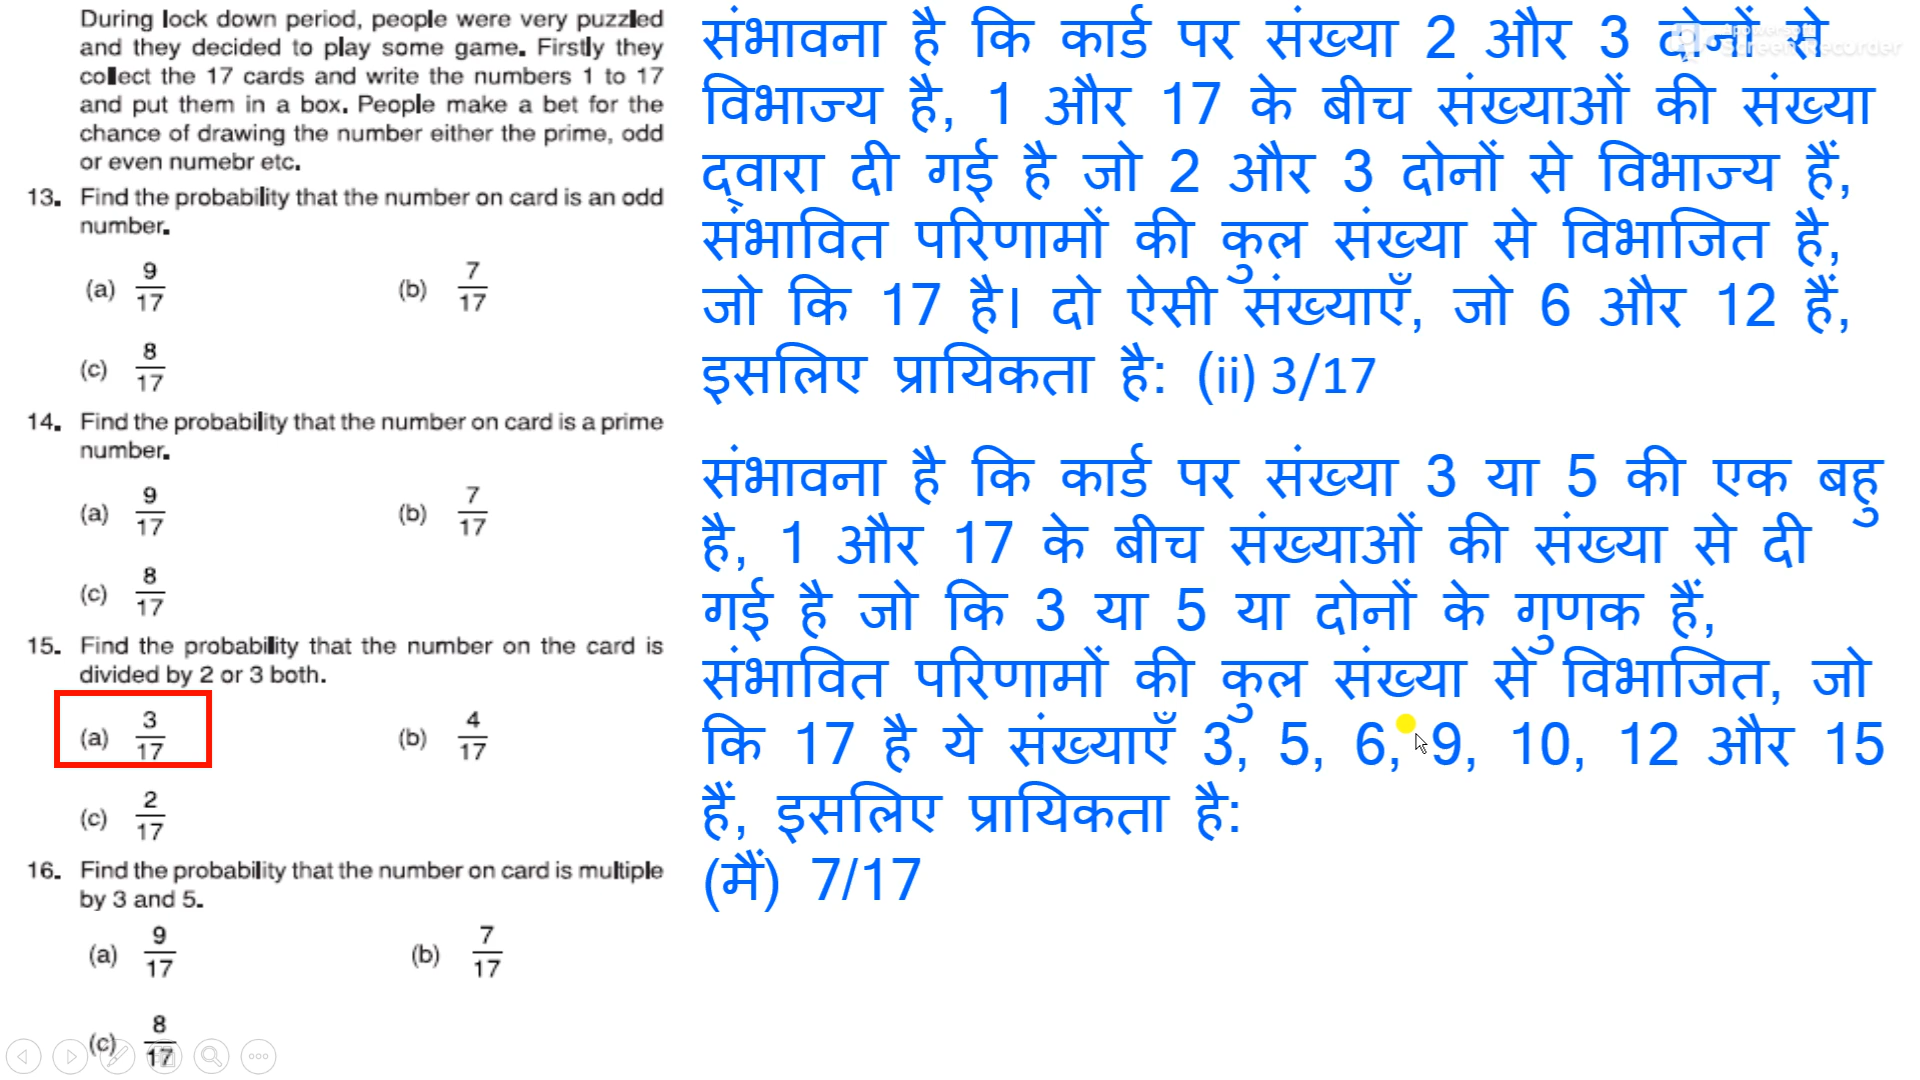 During lock down period, people were very puzzled
and they decided to play some game. Firstly they
collect the 17 cards and write the numbers 1 to 17
and put them in a box. People make a bet for the
chance of drawing the number either the prime, odd
or even numebr etc.
13. Find the probability that the number on card is an odd
number.
(a) 9/17 (b) 7/17
(c) 8/17
14. Find the probability that the number on card is a prime
number.
(a) 9/17 (b) 7/17
(c) 8/17
15. Find the probability that the number on the card is
divided by 2 or 3 both.
(a) 3/17 (b) 4/17
(c) 2/17
16. Find the probability that the number on card is multiple
by 3 and 5.
(a) 9/17 (b) 7/17
(c) 8/17
संभावना है कि कार्ड पर संख्या 2 और 3 दोनों से
विभाज्य है, 1 और 17 के बीच संख्याओं की संख्या
द्वारा दी गई है जो 2 और 3 दोनों से विभाज्य हैं,
संभावित परिणामों की कुल संख्या से विभाजित है,
जो कि 17 है। दो ऐसी संख्याएँ, जो 6 और 12 हैं,
इसलिए प्रायिकता है: (ii) 3/17
संभावना है कि कार्ड पर संख्या 3 या 5 की एक बहु
है, 1 और 17 के बीच संख्याओं की संख्या से दी
गई है जो कि 3 या 5 या दोनों के गुणक हैं,
संभावित परिणामों की कुल संख्या से विभाजित, जो
कि 17 है ये संख्याएँ 3, 5, 6, 9, 10, 12 और 15
हैं, इसलिए प्रायिकता है:
(मैं) 7/17
Screen Recorder